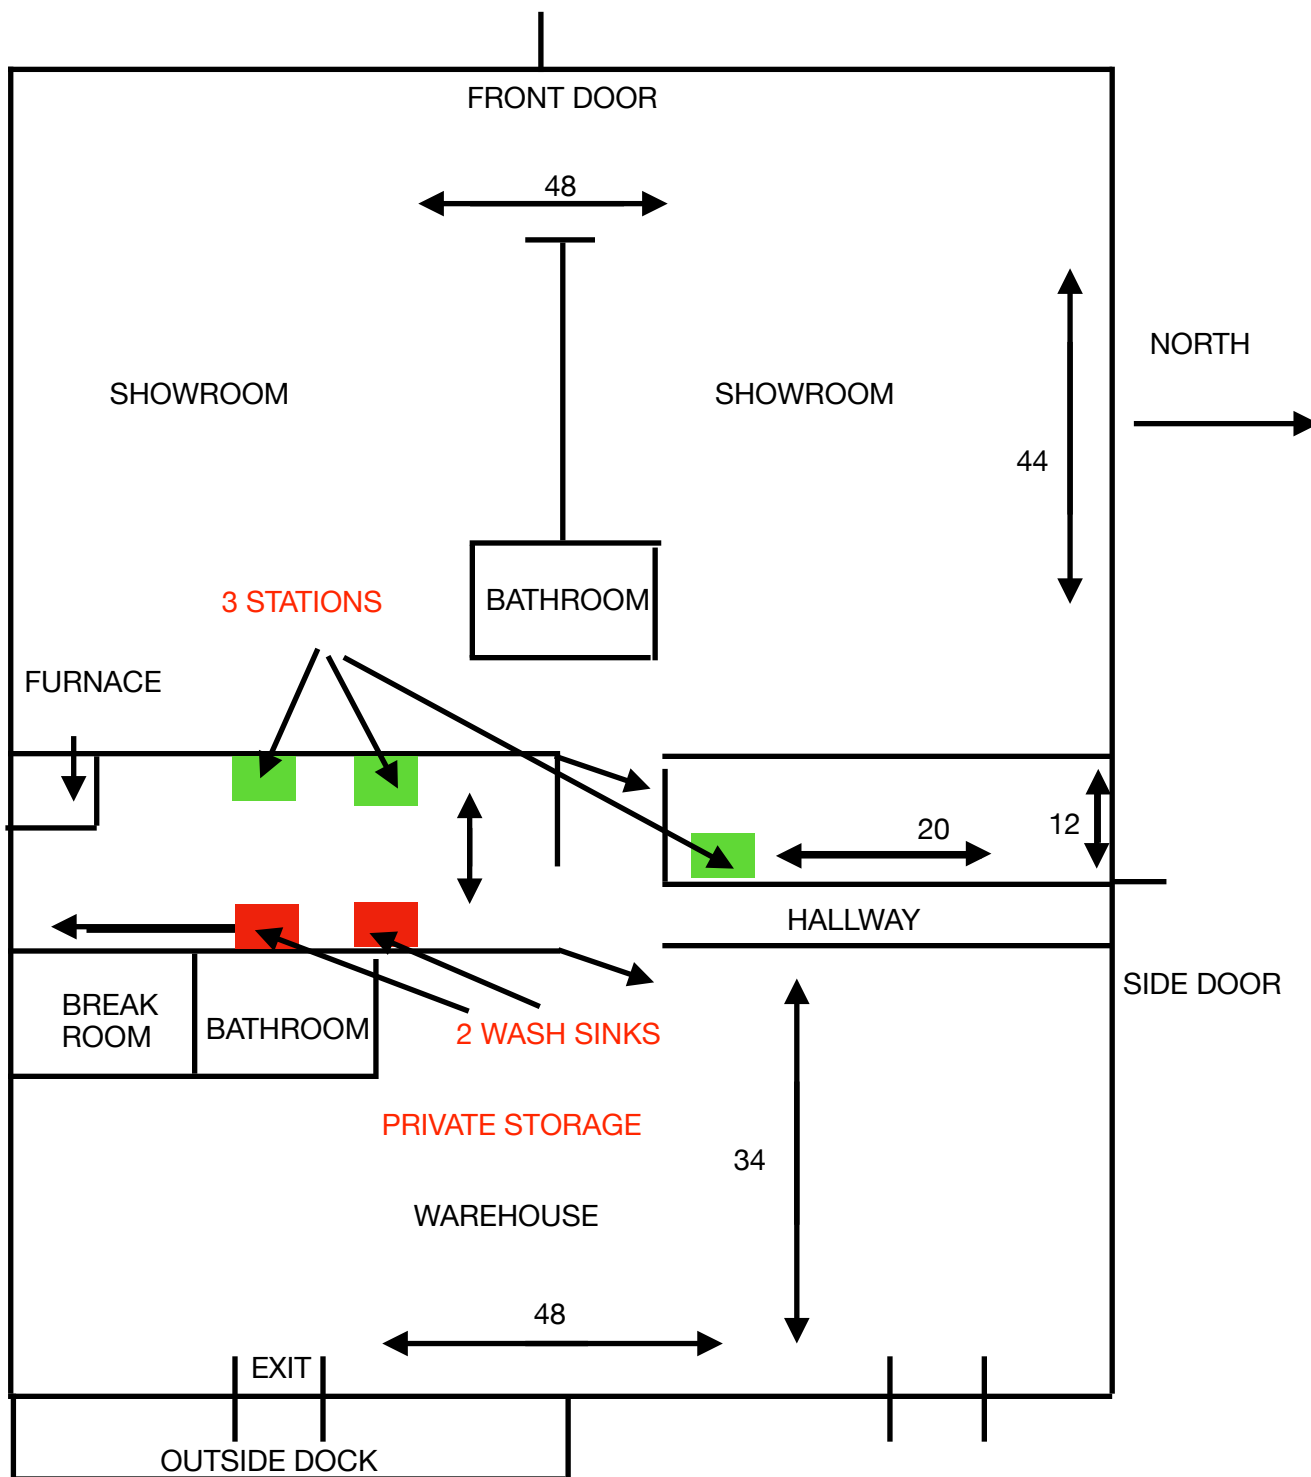 FRONT DOOR
48
NORTH
SHOWROOM
SHOWROOM
44
3 STATIONS
BATHROOM
FURNACE
20
12
HALLWAY
SIDE DOOR
BREAK
ROOM
BATHROOM
2 WASH SINKS
PRIVATE STORAGE
34
WAREHOUSE
48
EXIT
OUTSIDE DOCK